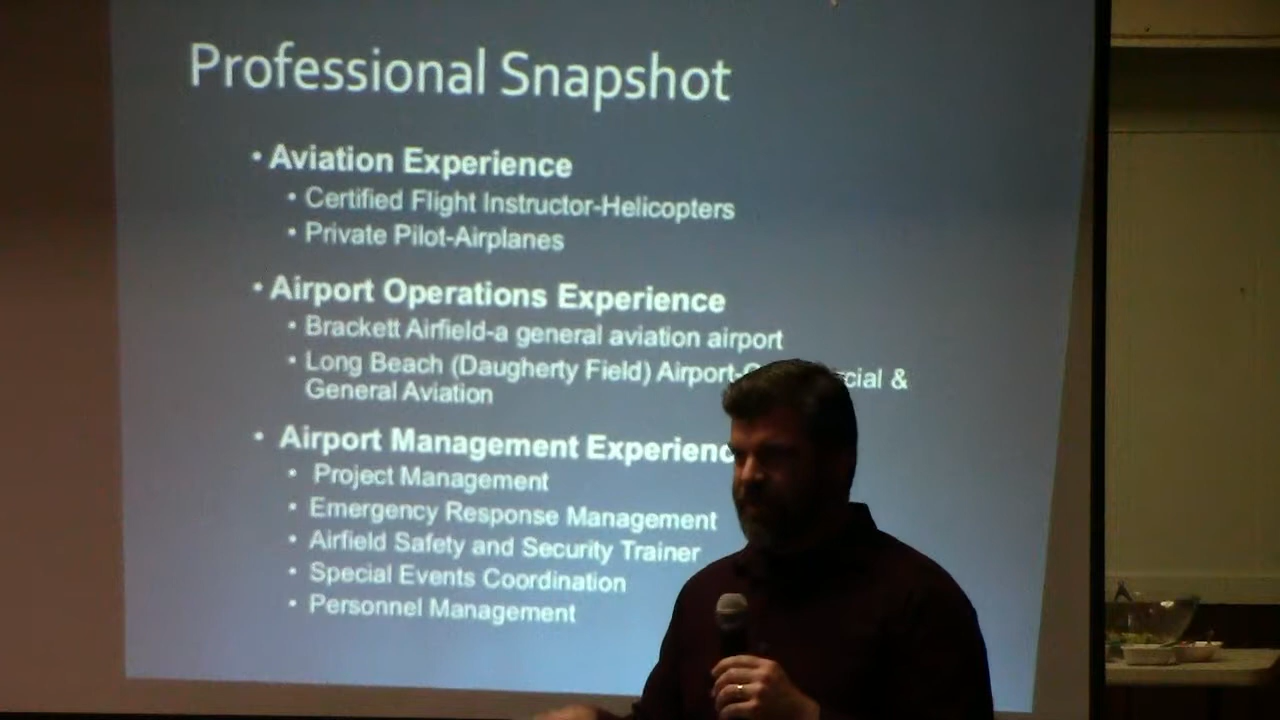 Professional Snapshot
• Aviation Experience
• Certified Flight Instructor-Helicopters
• Private Pilot-Airplanes
• Airport Operations Experience
• Brackett Airfield-a general aviation airport
• Long Beach (Daugherty Field) Airport- &
General Aviation
• Airport Management
• Project Management
• Emergency Response Management
• Airfield Safety and Security Trainer
• Special Events Coordination
• Personnel Management